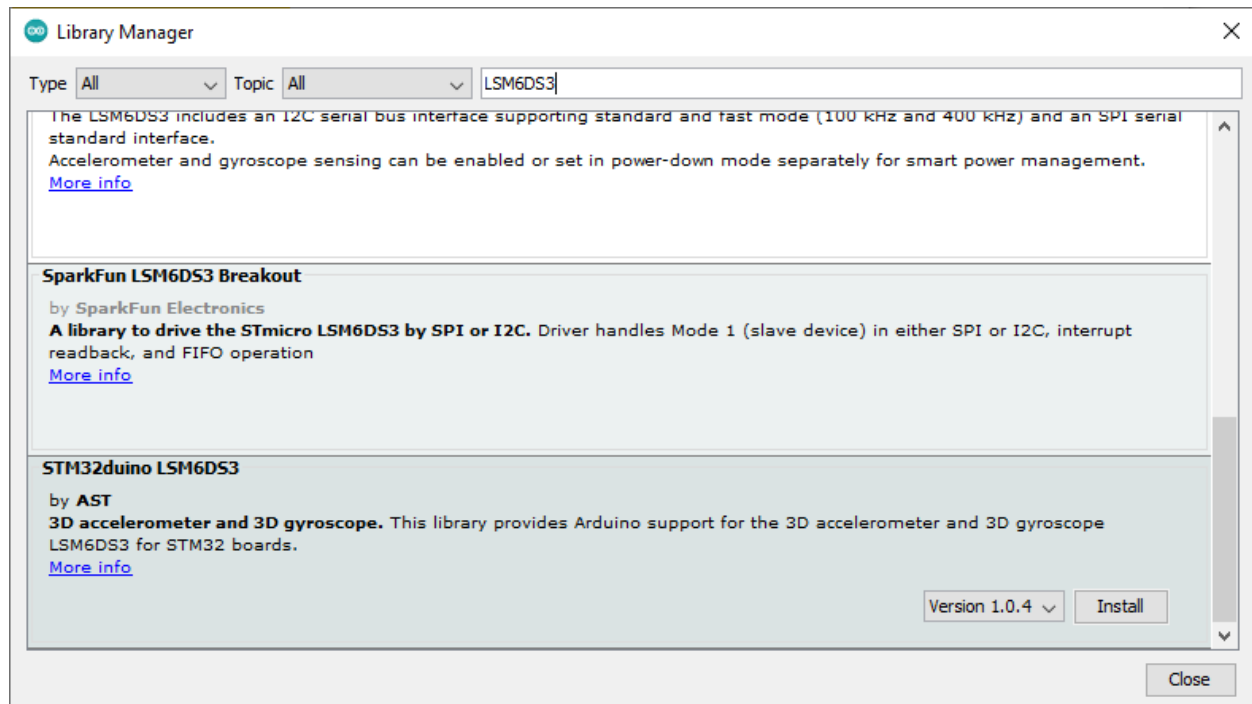 Library Manager
Type All Topic All LSM6DS3
The LSM6DS3 includes an I2C serial bus interface supporting standard and fast mode (100 kHz and 400 kHz) and an SPI serial
standard interface.
Accelerometer and gyroscope sensing can be enabled or set in power-down mode separately for smart power management.
More info
SparkFun LSM6DS3 Breakout
by SparkFun Electronics
A library to drive the STmicro LSM6DS3 by SPI or I2C. Driver handles Mode 1 (slave device) in either SPI or I2C, interrupt
readback, and FIFO operation
More info
STM32duino LSM6DS3
by AST
3D accelerometer and 3D gyroscope. This library provides Arduino support for the 3D accelerometer and 3D gyroscope
LSM6DS3 for STM32 boards.
More info
Version 1.0.4 Install
Close